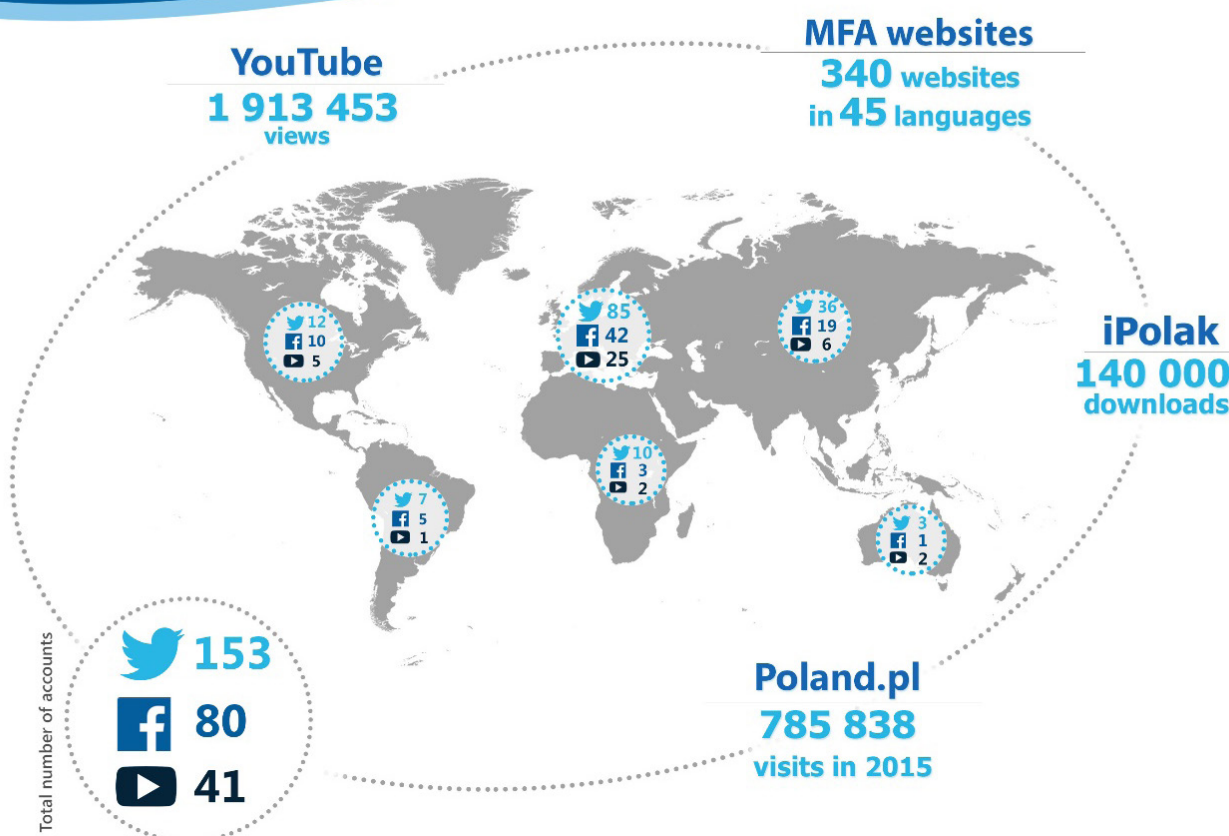 YouTube
1 913 453
views
MFA websites
340 websites
in 45 languages
iPolak
140 000
downloads
12
10
5
85
42
25
36
19
6
10
3
2
7
5
1
3
1
2
Total number of accounts
153
80
41
Poland.pl
785 838
visits in 2015